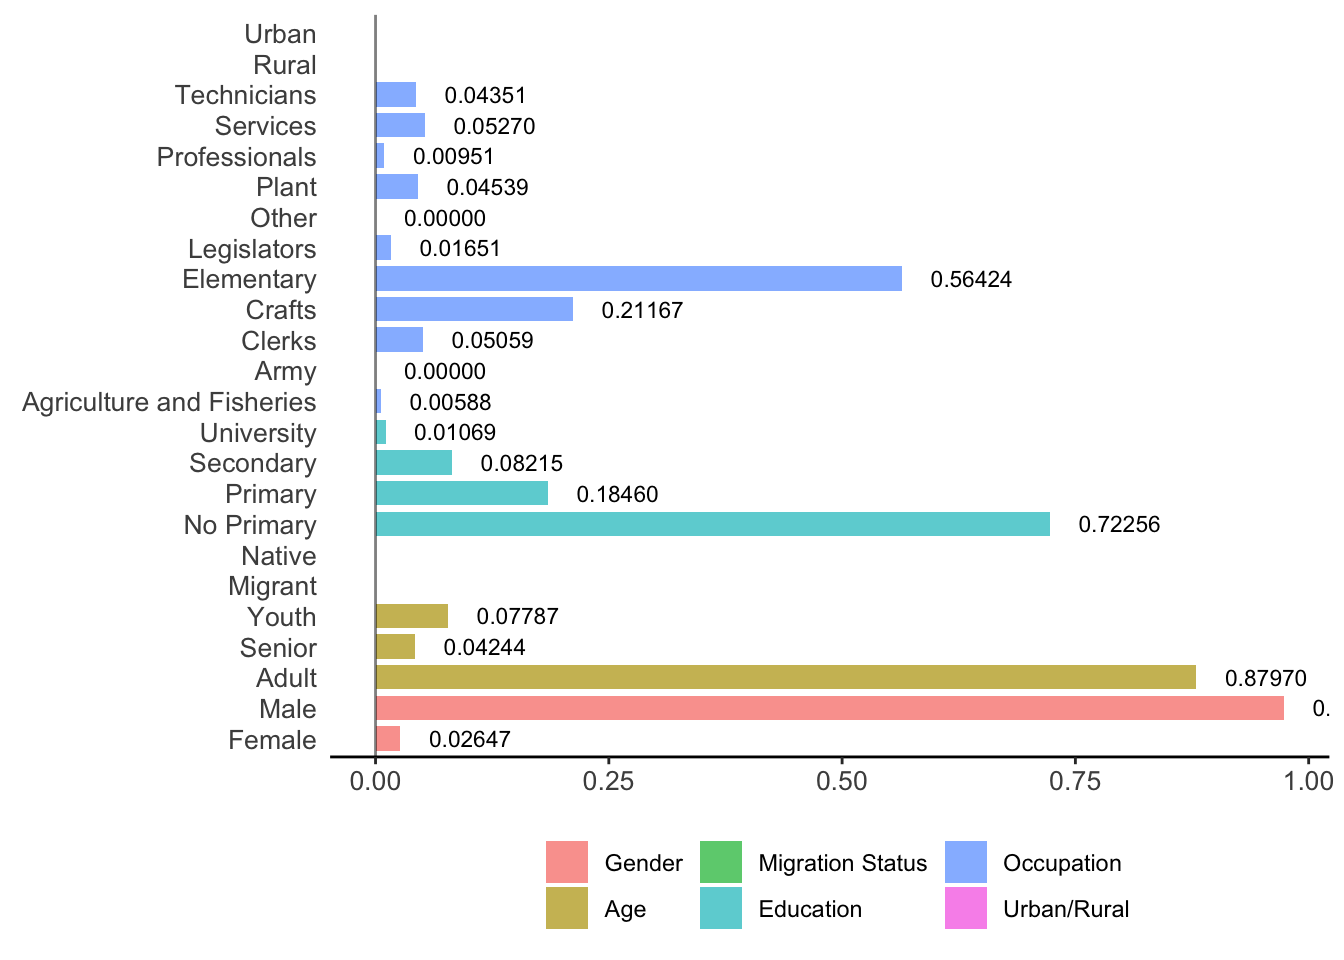 Urban
Rural
Technicians 0.04351
Services 0.05270
Professionals 0.00951
Plant 0.04539
Other 0.00000
Legislators 0.01651
Elementary 0.56424
Crafts 0.21167
Clerks 0.05059
Army 0.00000
Agriculture and Fisheries 0.00588
University 0.01069
Secondary 0.08215
Primary 0.18460
No Primary 0.72256
Native
Migrant
Youth 0.07787
Senior 0.04244
Adult 0.87970
Male 0.
Female 0.02647
0.00 0.25 0.50 0.75 1.00
Gender Migration Status Occupation
Age Education Urban/Rural